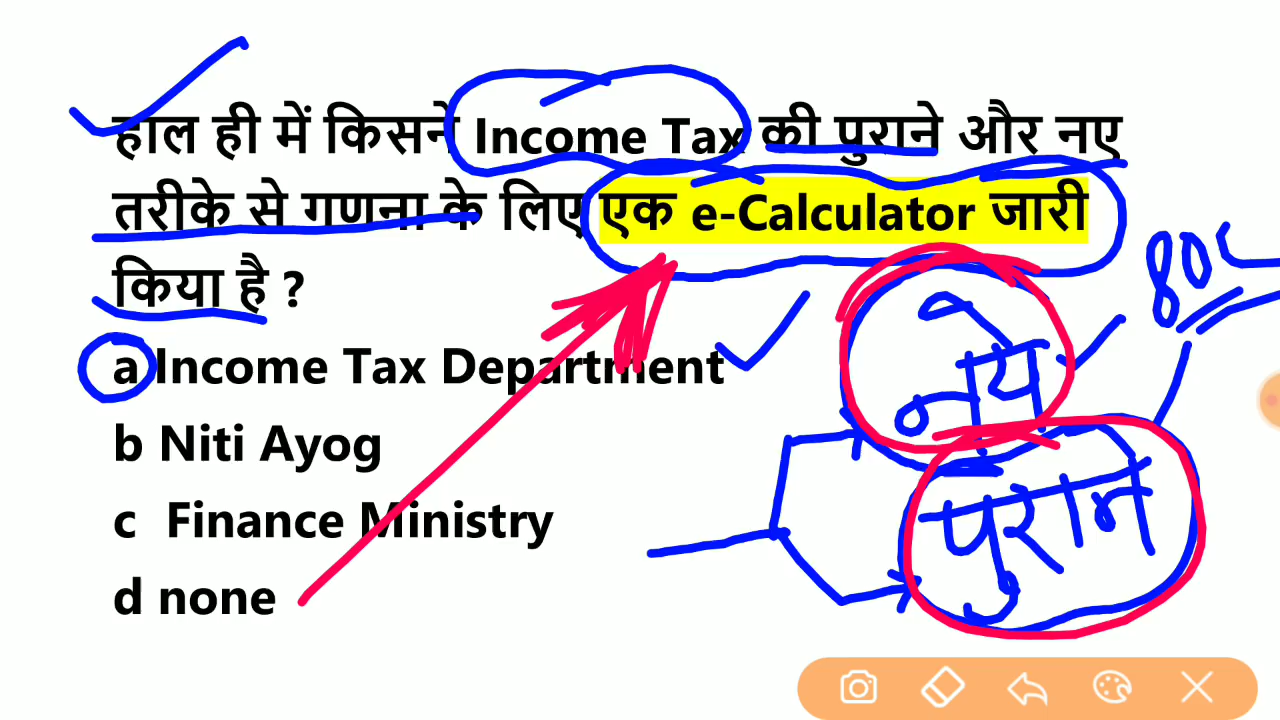 हाल ही में किसने Income Tax की पुराने और नए
तरीके से गणना के लिए एक e-Calculator जारी
किया है ?
a Income Tax Department
b Niti Ayog
c Finance Ministry
d none
80C
नय
पुरान